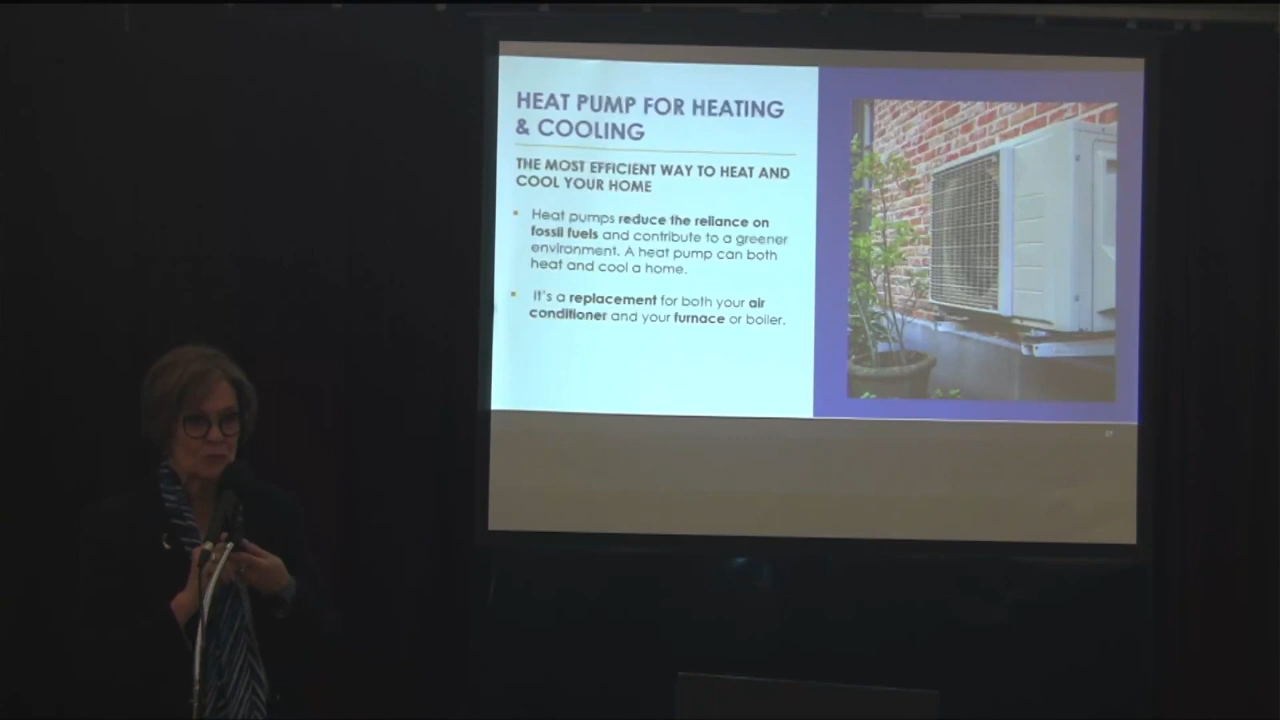 HEAT PUMP FOR HEATING
& COOLING
THE MOST EFFICIENT WAY TO HEAT AND
COOL YOUR HOME
Heat pumps reduce the reliance on
fossil fuels and contribute to a greener
environment. A heat pump can both
heat and cool a home.
It's a replacement for both your air
conditioner and your furnace or boiler.